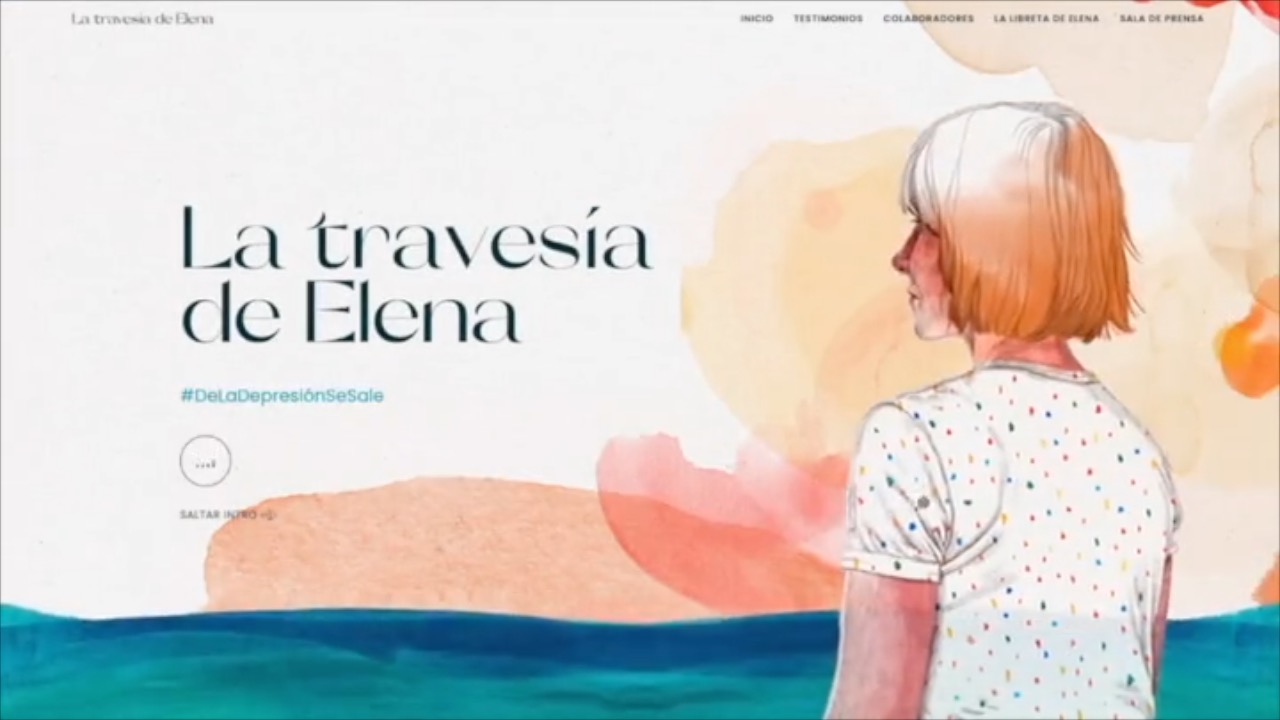 La travesía de Elena
INICIO TESTIMONIOS COLABORADORES LA LIBRETA DE ELENA SALA DE PRENSA
La travesía
de Elena
#DeLaDepresiónSeSale
SALTAR INTRO